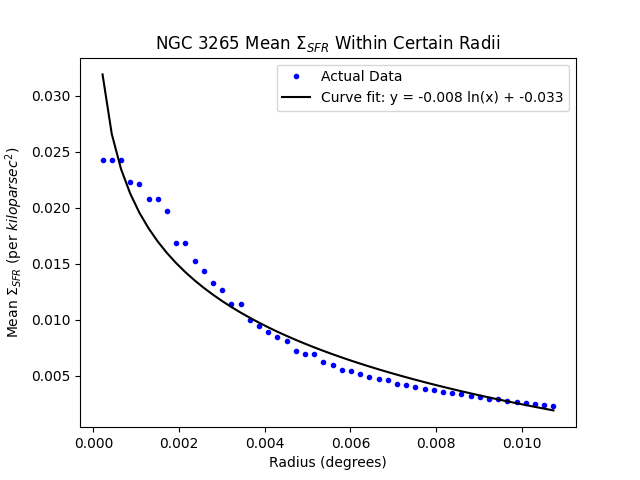 NGC 3265 Mean Σ_SFR Within Certain Radii
Actual Data
Curve fit: y = -0.008 ln(x) + -0.033
Mean Σ_SFR (per kiloparsec²)
0.030
0.025
0.020
0.015
0.010
0.005
0.000 0.002 0.004 0.006 0.008 0.010
Radius (degrees)